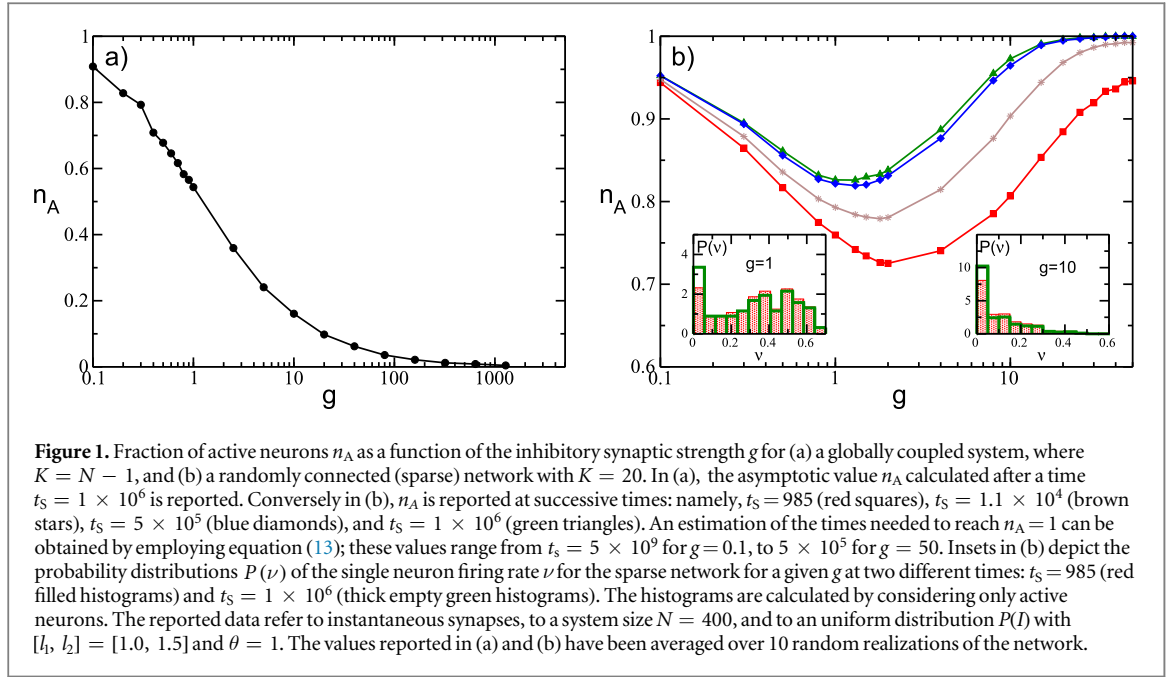 a)
1
0.8
0.6
0.4
0.2
0
n_A
0.1
1
10
100
1000
g
b)
1
0.9
0.8
0.7
0.6
n_A
0.1
1
10
g
P(ν)
g=1
4
2
0
0
0.2
0.4
0.6
ν
P(ν)
g=10
10
5
0
0
0.2
0.4
0.6
ν
Figure 1. Fraction of active neurons n_A as a function of the inhibitory synaptic strength g for (a) a globally coupled system, where
K = N − 1, and (b) a randomly connected (sparse) network with K = 20. In (a), the asymptotic value n_A calculated after a time
t_S = 1 × 10^6 is reported. Conversely in (b), n_A is reported at successive times: namely, t_S = 985 (red squares), t_S = 1.1 × 10^4 (brown
stars), t_S = 5 × 10^5 (blue diamonds), and t_S = 1 × 10^6 (green triangles). An estimation of the times needed to reach n_A = 1 can be
obtained by employing equation (13); these values range from t_s = 5 × 10^9 for g = 0.1, to 5 × 10^5 for g = 50. Insets in (b) depict the
probability distributions P(ν) of the single neuron firing rate ν for the sparse network for a given g at two different times: t_S = 985 (red
filled histograms) and t_S = 1 × 10^6 (thick empty green histograms). The histograms are calculated by considering only active
neurons. The reported data refer to instantaneous synapses, to a system size N = 400, and to an uniform distribution P(I) with
[l_1, l_2] = [1.0, 1.5] and θ = 1. The values reported in (a) and (b) have been averaged over 10 random realizations of the network.